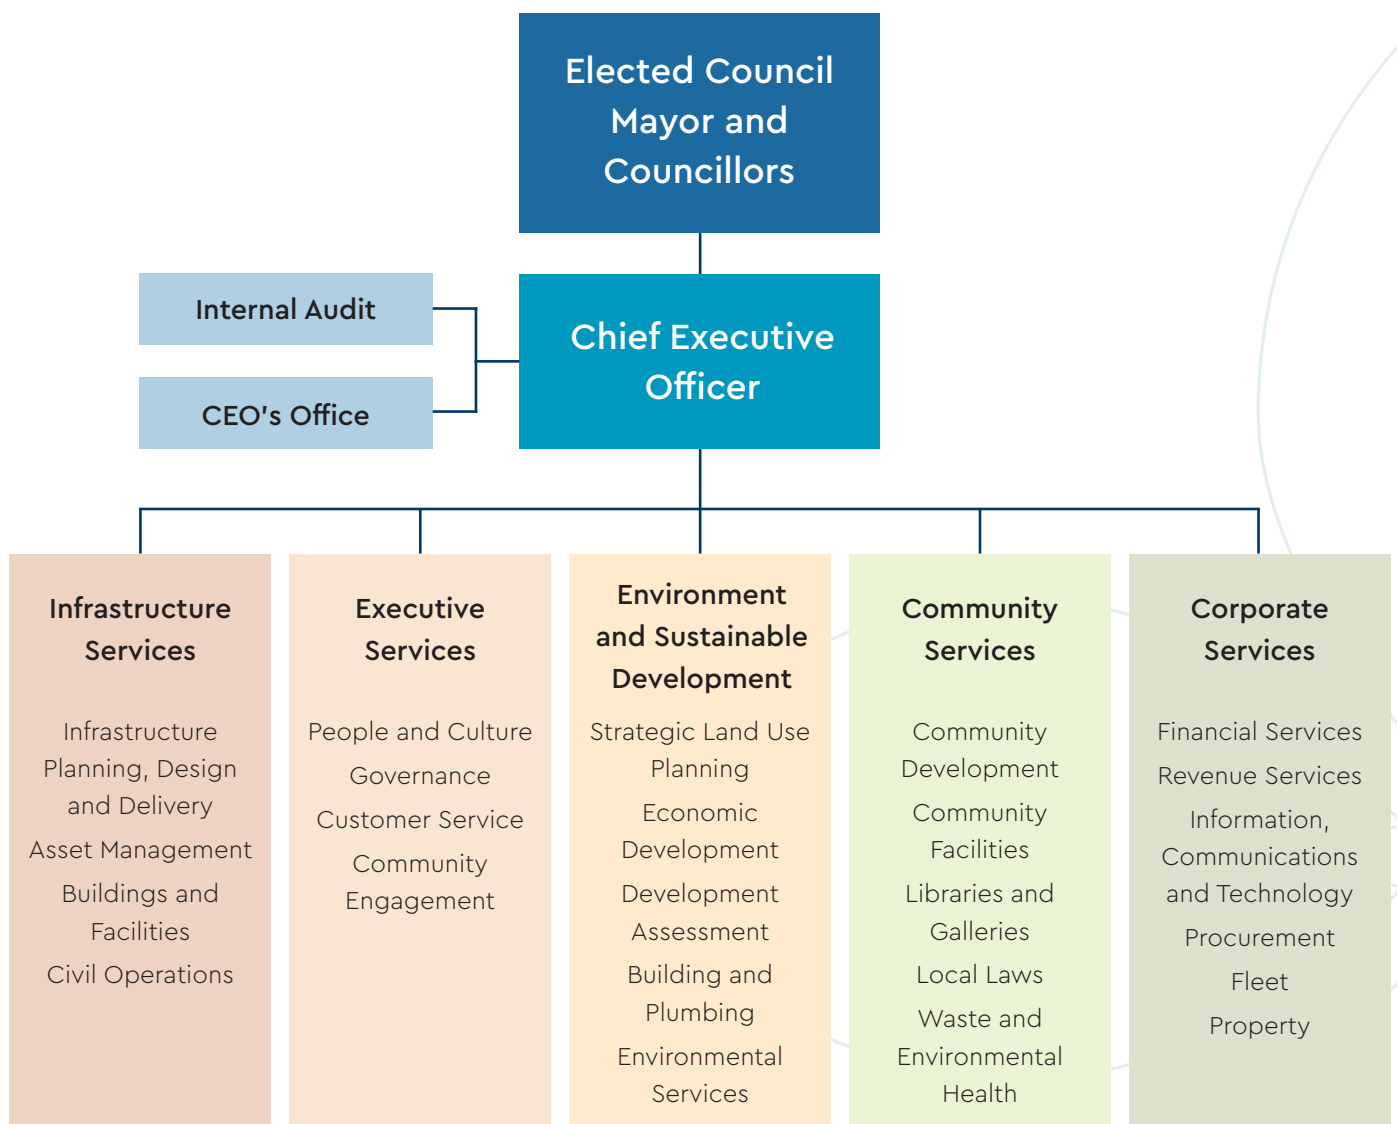 Elected Council
Mayor and
Councillors
Internal Audit
CEO's Office
Chief Executive
Officer
Infrastructure
Services
Infrastructure
Planning, Design
and Delivery
Asset Management
Buildings and
Facilities
Civil Operations
Executive
Services
People and Culture
Governance
Customer Service
Community
Engagement
Environment
and Sustainable
Development
Strategic Land Use
Planning
Economic
Development
Development
Assessment
Building and
Plumbing
Environmental
Services
Community
Services
Community
Development
Community
Facilities
Libraries and
Galleries
Local Laws
Waste and
Environmental
Health
Corporate
Services
Financial Services
Revenue Services
Information,
Communications
and Technology
Procurement
Fleet
Property